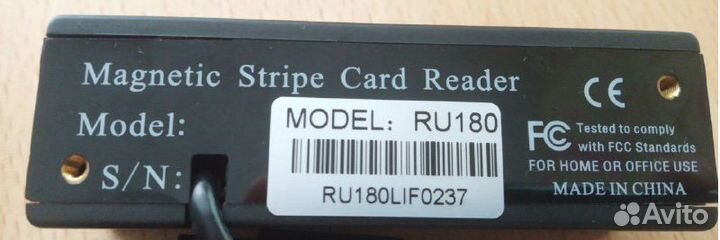 Magnetic Stripe Card Reader
Model:
S/N:
MODEL: RU180
RU180LIF0237
CE
FC Tested to comply
with FCC Standards
FOR HOME OR OFFICE USE
MADE IN CHINA
Avito